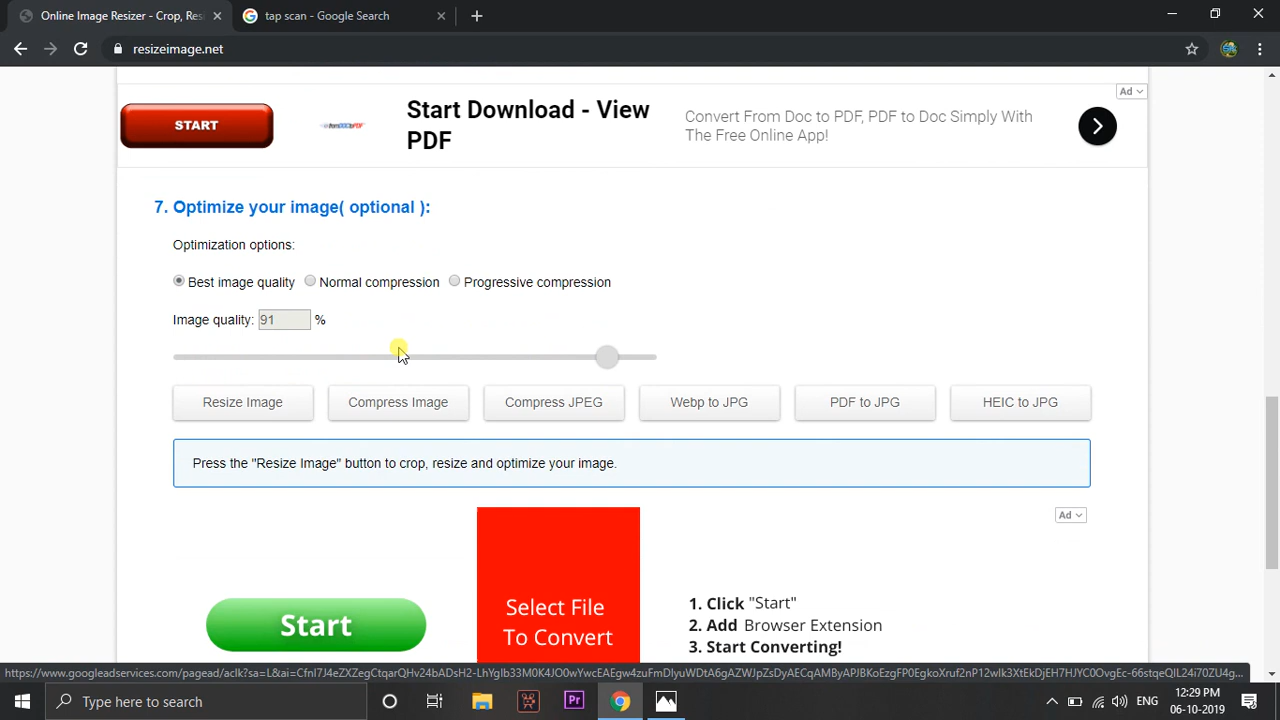 Online Image Resizer - Crop, Res
tap scan - Google Search
resizeimage.net
Ad
START
Start Download - View
PDF
Convert From Doc to PDF, PDF to Doc Simply With
The Free Online App!
7. Optimize your image( optional ):
Optimization options:
Best image quality
Normal compression
Progressive compression
Image quality: 91 %
Resize Image
Compress Image
Compress JPEG
Webp to JPG
PDF to JPG
HEIC to JPG
Press the "Resize Image" button to crop, resize and optimize your image.
Ad
Start
Select File
To Convert
1. Click "Start"
2. Add Browser Extension
3. Start Converting!
Type here to search
Pr
ENG
12:29 PM
06-10-2019